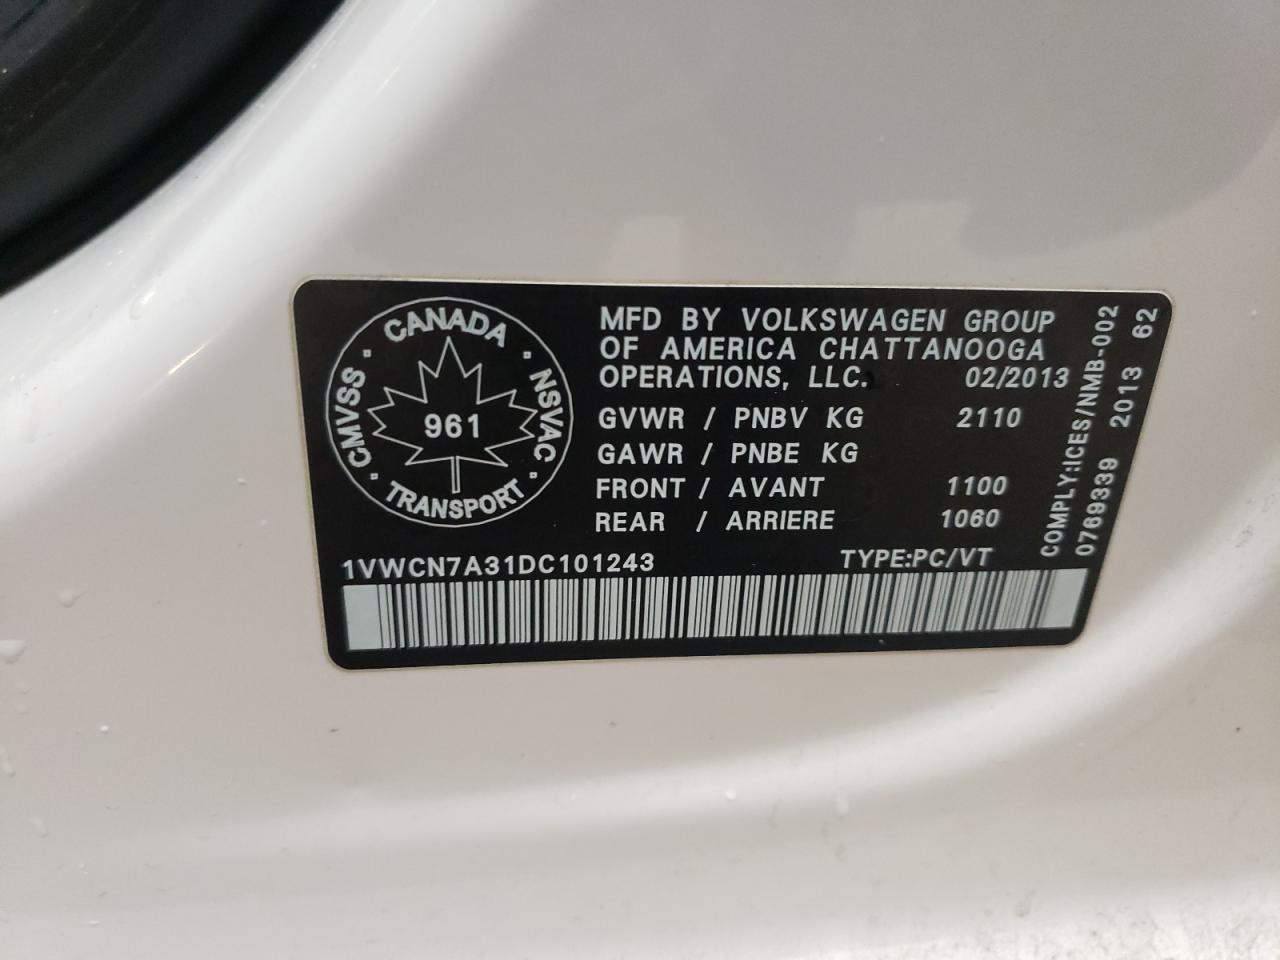 CANADA
CMVSS · NSVAC
961
TRANSPORT
MFD BY VOLKSWAGEN GROUP
OF AMERICA CHATTANOOGA
OPERATIONS, LLC. 02/2013
GVWR / PNBV KG 2110
GAWR / PNBE KG
FRONT / AVANT 1100
REAR / ARRIERE 1060
1VWCN7A31DC101243 TYPE:PC/VT
COMPLY:ICES/NMB-002
0769339 2013 62